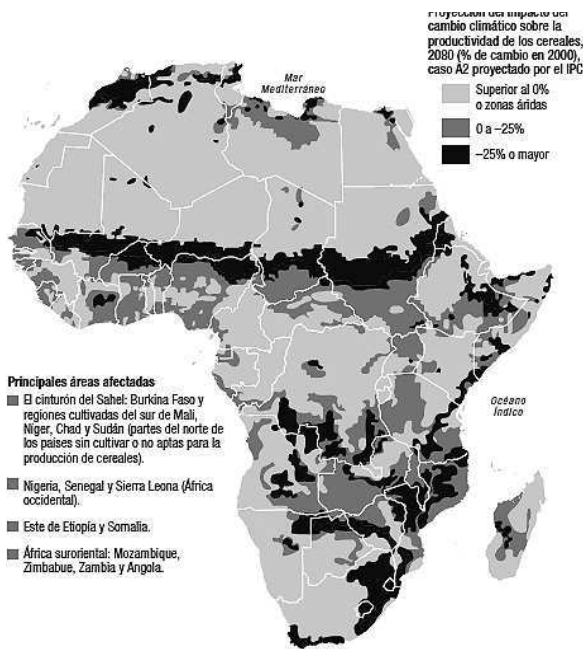 Proyección del impacto del
cambio climático sobre la
productividad de los cereales,
2080 (% de cambio en 2000),
caso A2 proyectado por el IPC
Superior al 0%
o zonas áridas
0 a –25%
–25% o mayor
Mar
Mediterráneo
Principales áreas afectadas
El cinturón del Sahel: Burkina Faso y
regiones cultivadas del sur de Mali,
Níger, Chad y Sudán (partes del norte de
los países sin cultivar o no aptas para la
producción de cereales).
Nigeria, Senegal y Sierra Leona (África
occidental).
Este de Etiopía y Somalia.
África suroriental: Mozambique,
Zimbabue, Zambia y Angola.
Océano
Índico